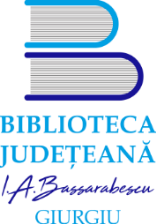 BIBLIOTECA
JUDEȚEANĂ
I.A. Bassarabescu
GIURGIU